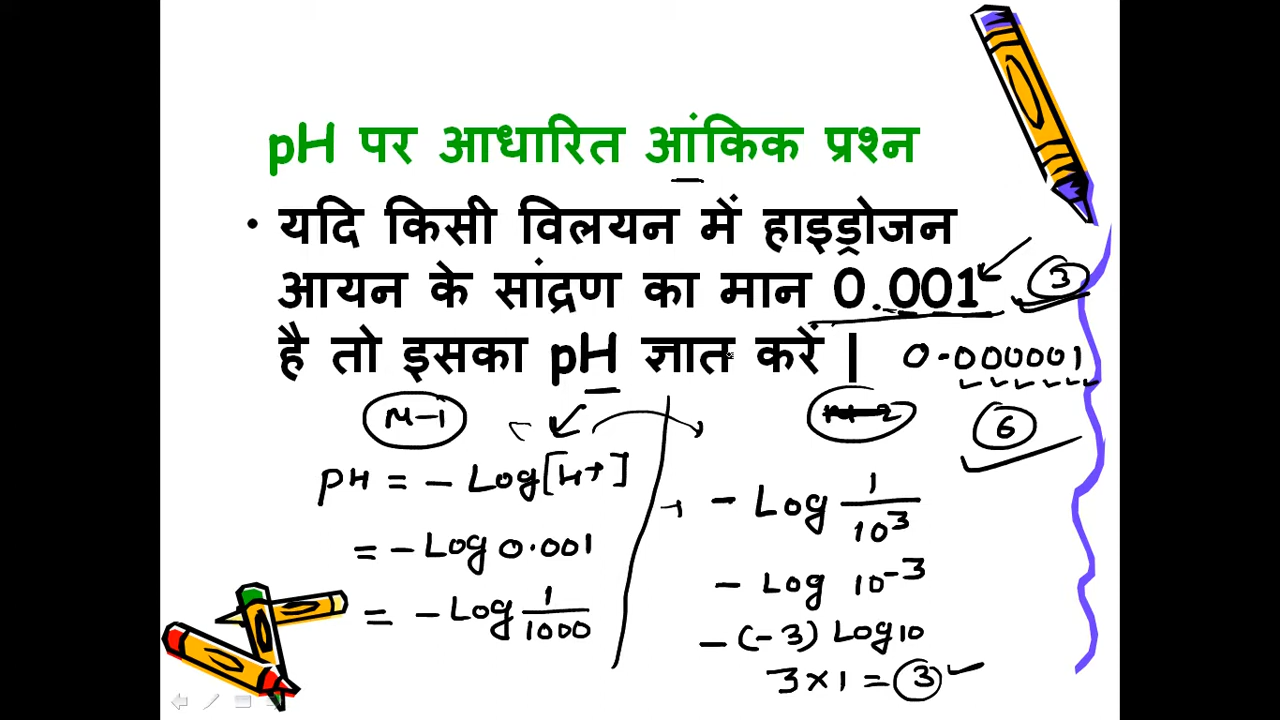 pH पर आधारित आंकिक प्रश्न
• यदि किसी विलयन में हाइड्रोजन
आयन के सांद्रण का मान 0.001
है तो इसका pH ज्ञात करें |
3
0.000001
6
M-1
PH = - Log[H+]
= - Log 0.001
= - Log 1/1000
M-2
- Log 1/10³
- Log 10⁻³
- (-3) Log10
3 x 1 = 3